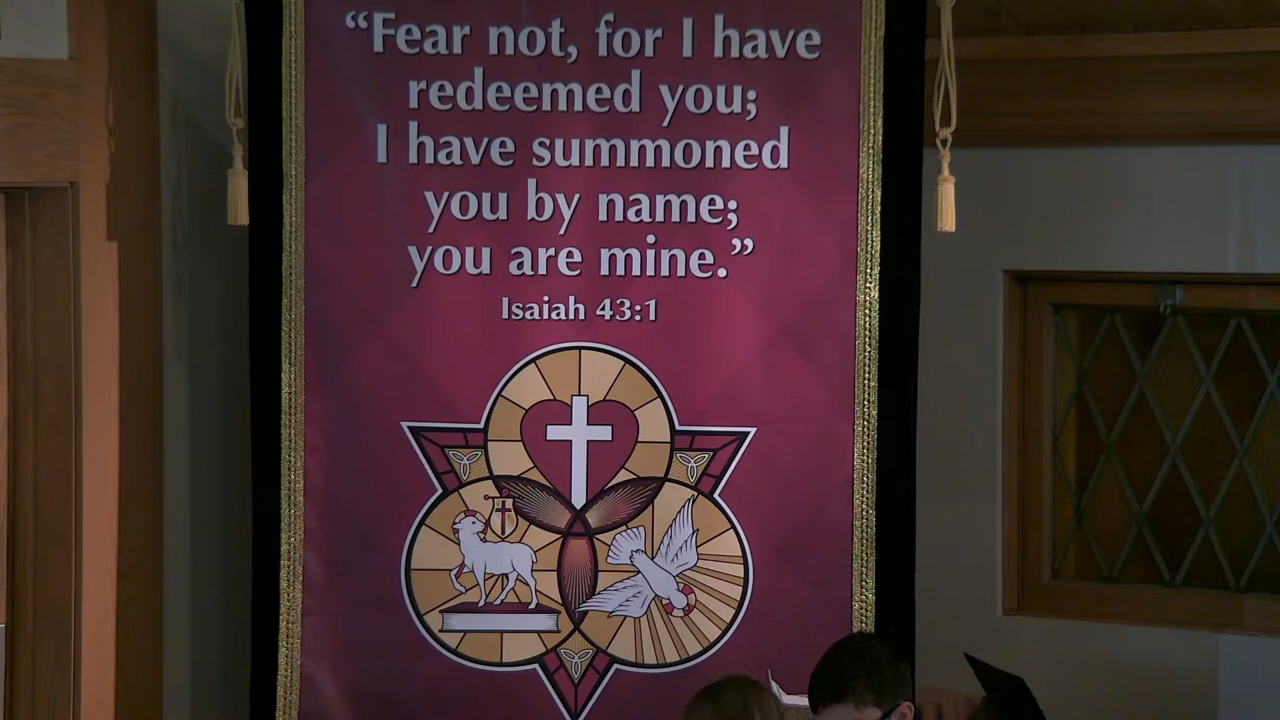 “Fear not, for I have
redeemed you;
I have summoned
you by name;
you are mine.”
Isaiah 43:1